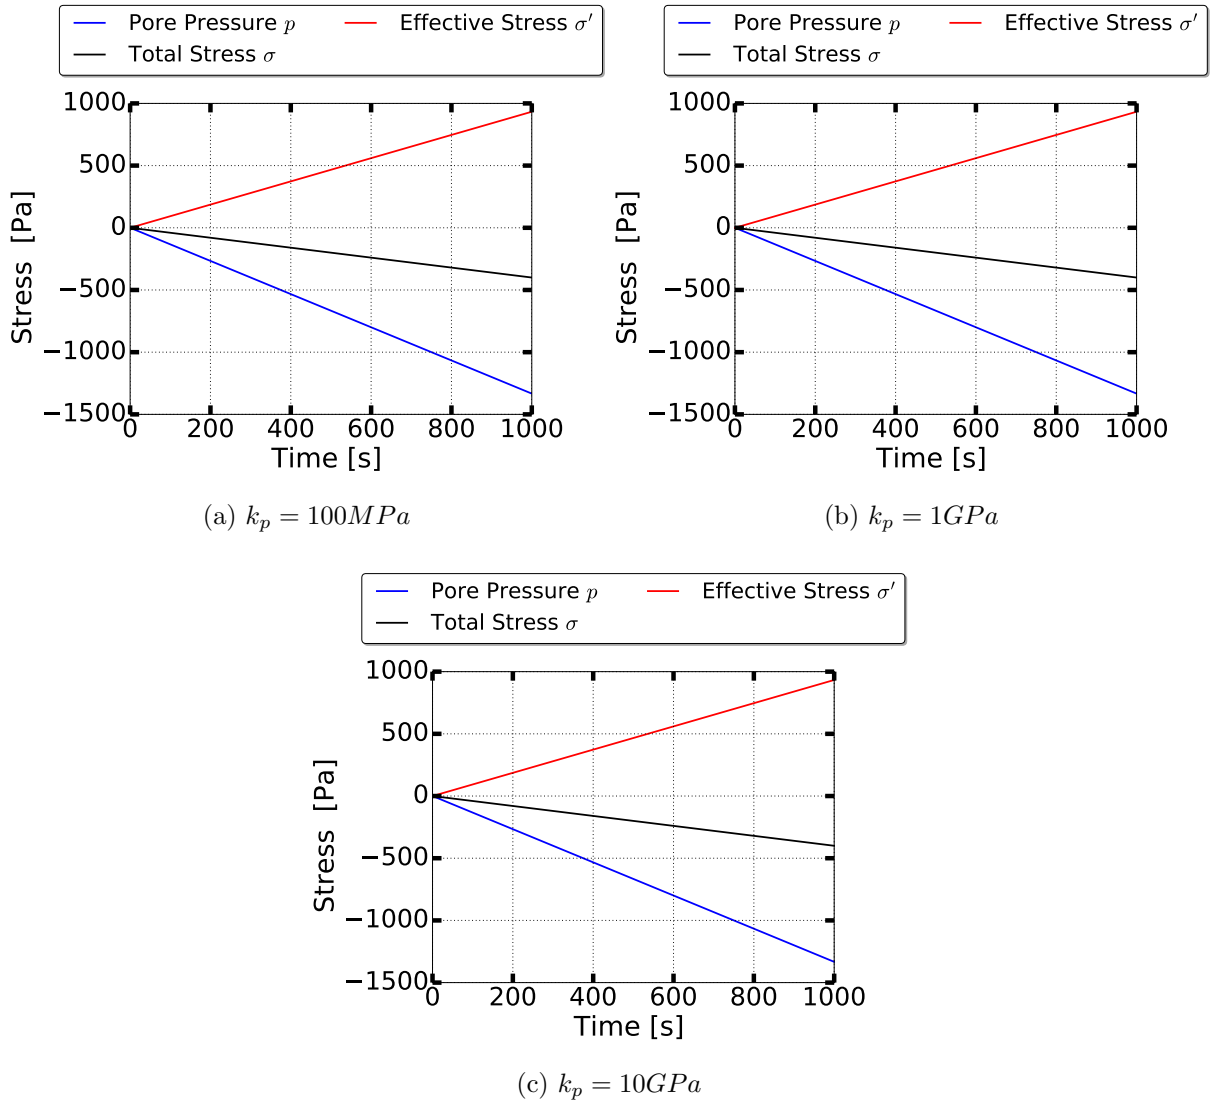 Pore Pressure p Effective Stress σ′
Total Stress σ
1000
500
0
−500
−1000
−1500
Stress [Pa]
0 200 400 600 800 1000
Time [s]
(a) k_p = 100MPa
Pore Pressure p Effective Stress σ′
Total Stress σ
1000
500
0
−500
−1000
−1500
Stress [Pa]
0 200 400 600 800 1000
Time [s]
(b) k_p = 1GPa
Pore Pressure p Effective Stress σ′
Total Stress σ
1000
500
0
−500
−1000
−1500
Stress [Pa]
0 200 400 600 800 1000
Time [s]
(c) k_p = 10GPa